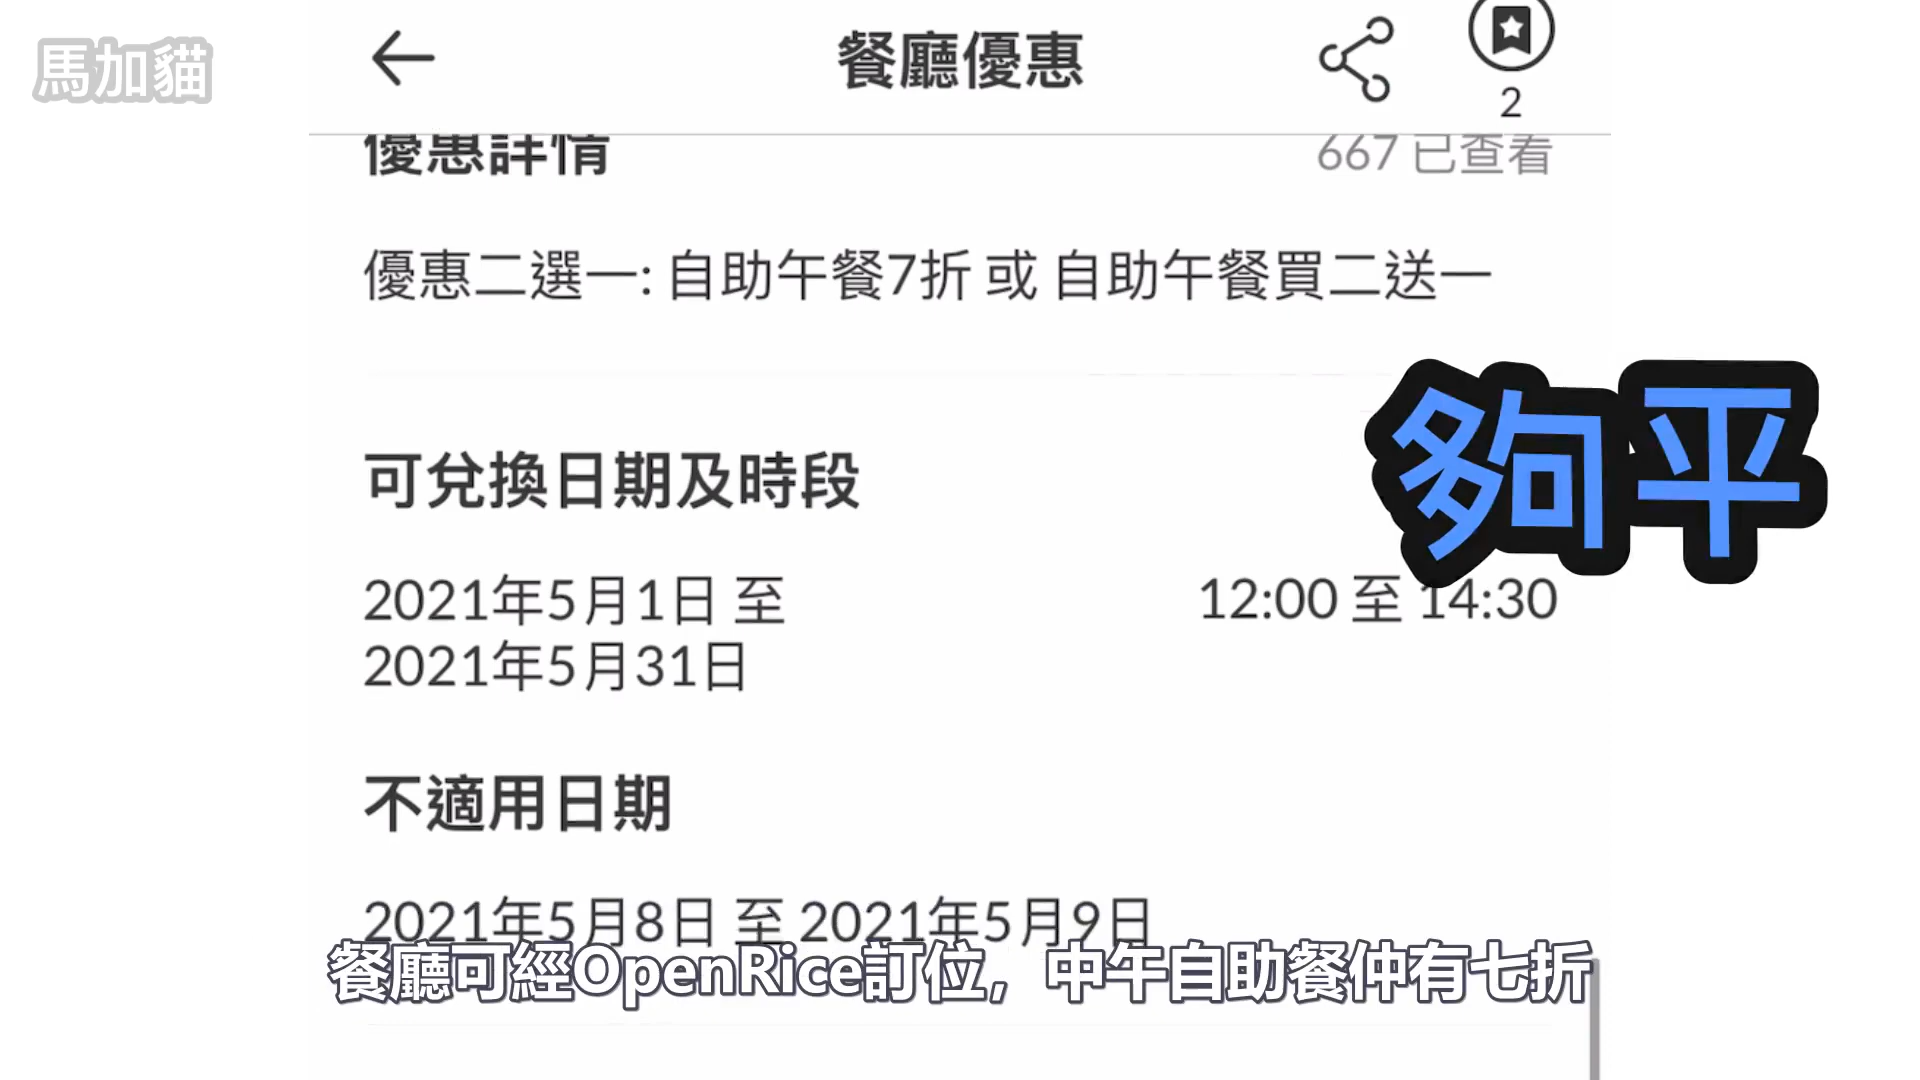 馬加貓
餐廳優惠
2
優惠詳情
667 已查看
優惠二選一: 自助午餐7折 或 自助午餐買二送一
夠平
可兌換日期及時段
2021年5月1日 至
2021年5月31日
12:00 至 14:30
不適用日期
2021年5月8日 至 2021年5月9日
餐廳可經OpenRice訂位，中午自助餐仲有七折